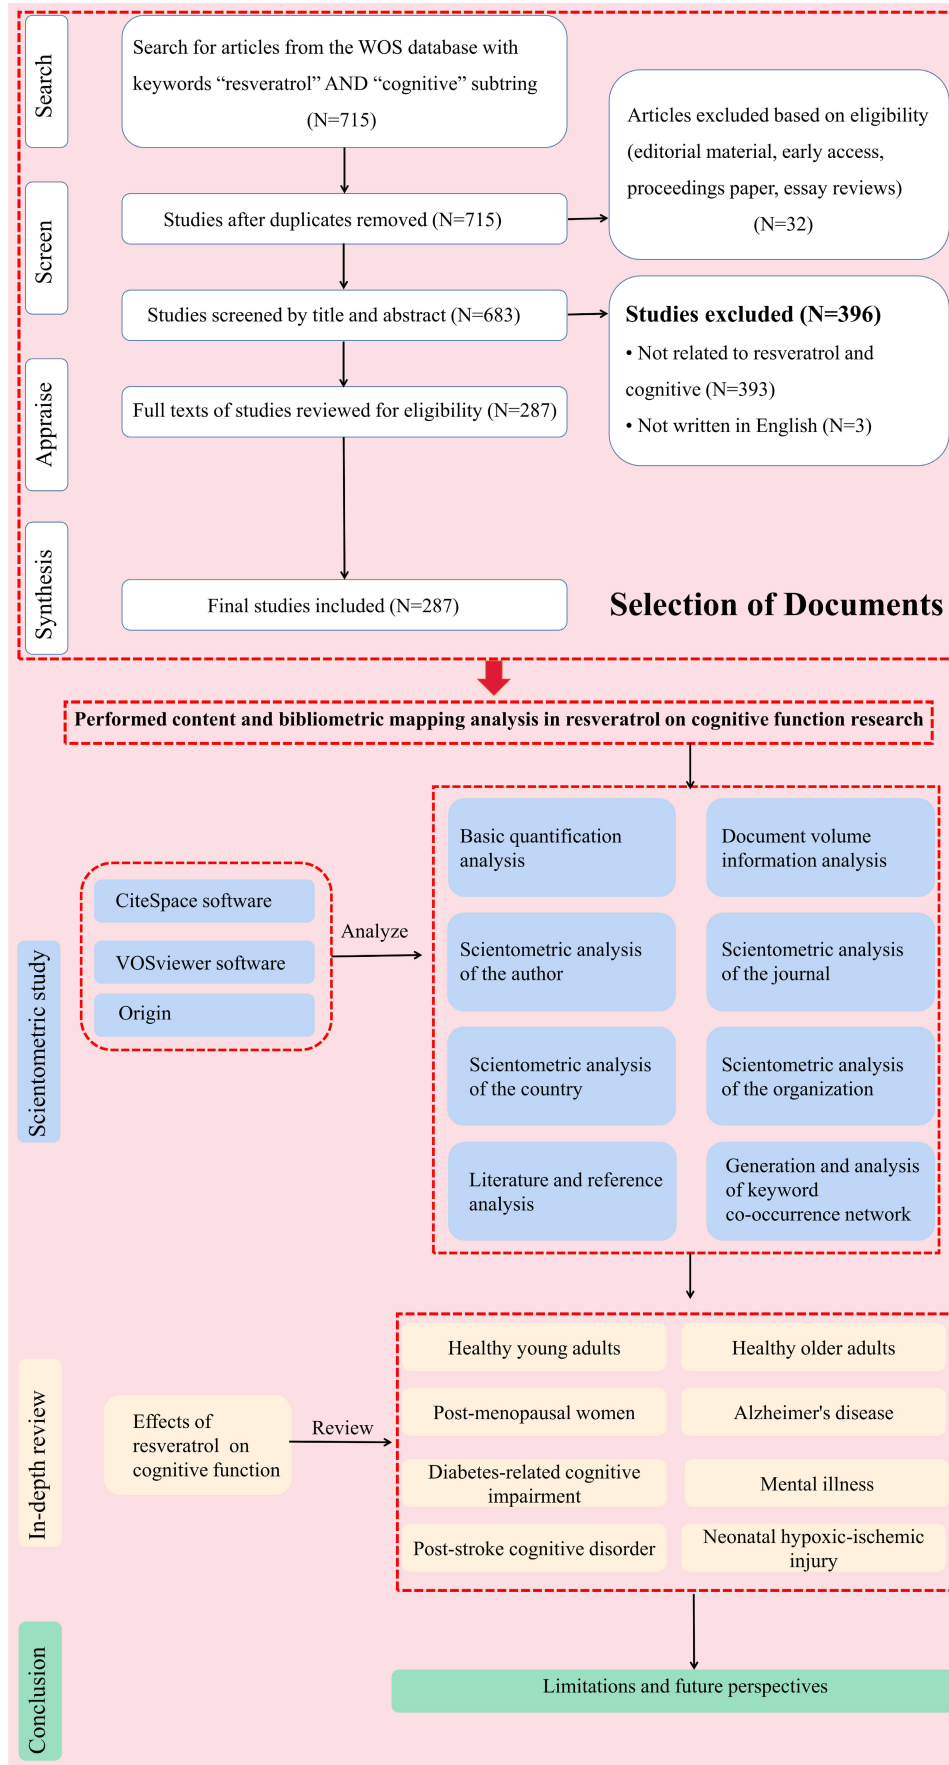 Search
Search for articles from the WOS database with
keywords “resveratrol” AND “cognitive” subtring
(N=715)
Articles excluded based on eligibility
(editorial material, early access,
proceedings paper, essay reviews)
(N=32)
Screen
Studies after duplicates removed (N=715)
Studies screened by title and abstract (N=683)
Studies excluded (N=396)
• Not related to resveratrol and
cognitive (N=393)
• Not written in English (N=3)
Appraise
Full texts of studies reviewed for eligibility (N=287)
Synthesis
Final studies included (N=287)
Selection of Documents
Performed content and bibliometric mapping analysis in resveratrol on cognitive function research
Scientometric study
CiteSpace software
VOSviewer software
Origin
Analyze
Basic quantification
analysis
Document volume
information analysis
Scientometric analysis
of the author
Scientometric analysis
of the journal
Scientometric analysis
of the country
Scientometric analysis
of the organization
Literature and reference
analysis
Generation and analysis
of keyword
co-occurrence network
In-depth review
Effects of
resveratrol on
cognitive function
Review
Healthy young adults
Healthy older adults
Post-menopausal women
Alzheimer's disease
Diabetes-related cognitive
impairment
Mental illness
Post-stroke cognitive disorder
Neonatal hypoxic-ischemic
injury
Conclusion
Limitations and future perspectives